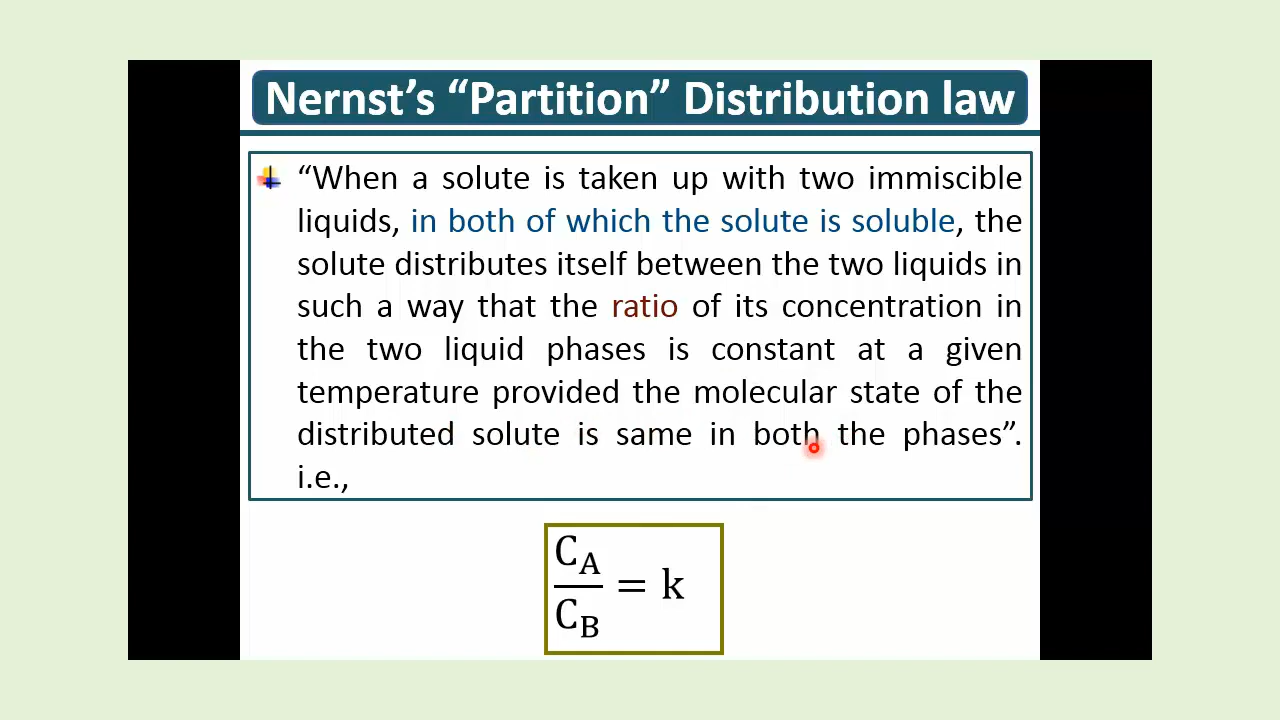 Nernst’s “Partition” Distribution law
“When a solute is taken up with two immiscible
liquids, in both of which the solute is soluble, the
solute distributes itself between the two liquids in
such a way that the ratio of its concentration in
the two liquid phases is constant at a given
temperature provided the molecular state of the
distributed solute is same in both the phases”.
i.e.,
C_A / C_B = k